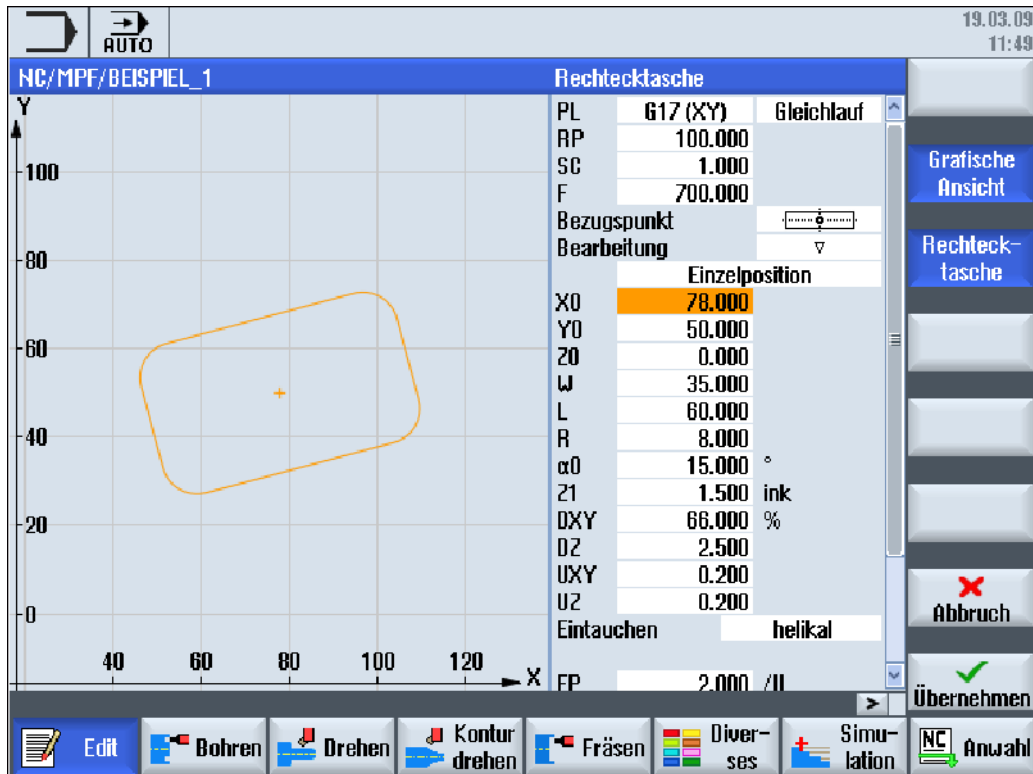 19.03.09
11:49
AUTO
NC/MPF/BEISPIEL_1
Rechtecktasche
Y
100
80
60
40
20
0
40 60 80 100 120
X
PL G17 (XY) Gleichlauf
RP 100.000
SC 1.000
F 700.000
Bezugspunkt
Bearbeitung
Einzelposition
X0 78.000
Y0 50.000
Z0 0.000
W 35.000
L 60.000
R 8.000
α0 15.000 °
Z1 1.500 ink
DXY 66.000 %
DZ 2.500
UXY 0.200
UZ 0.200
Eintauchen helikal
EP 2.000 /U
Grafische
Ansicht
Rechteck-
tasche
Abbruch
Übernehmen
>
Edit
Bohren
Drehen
Kontur
drehen
Fräsen
Diver-
ses
Simu-
lation
NC
Anwahl